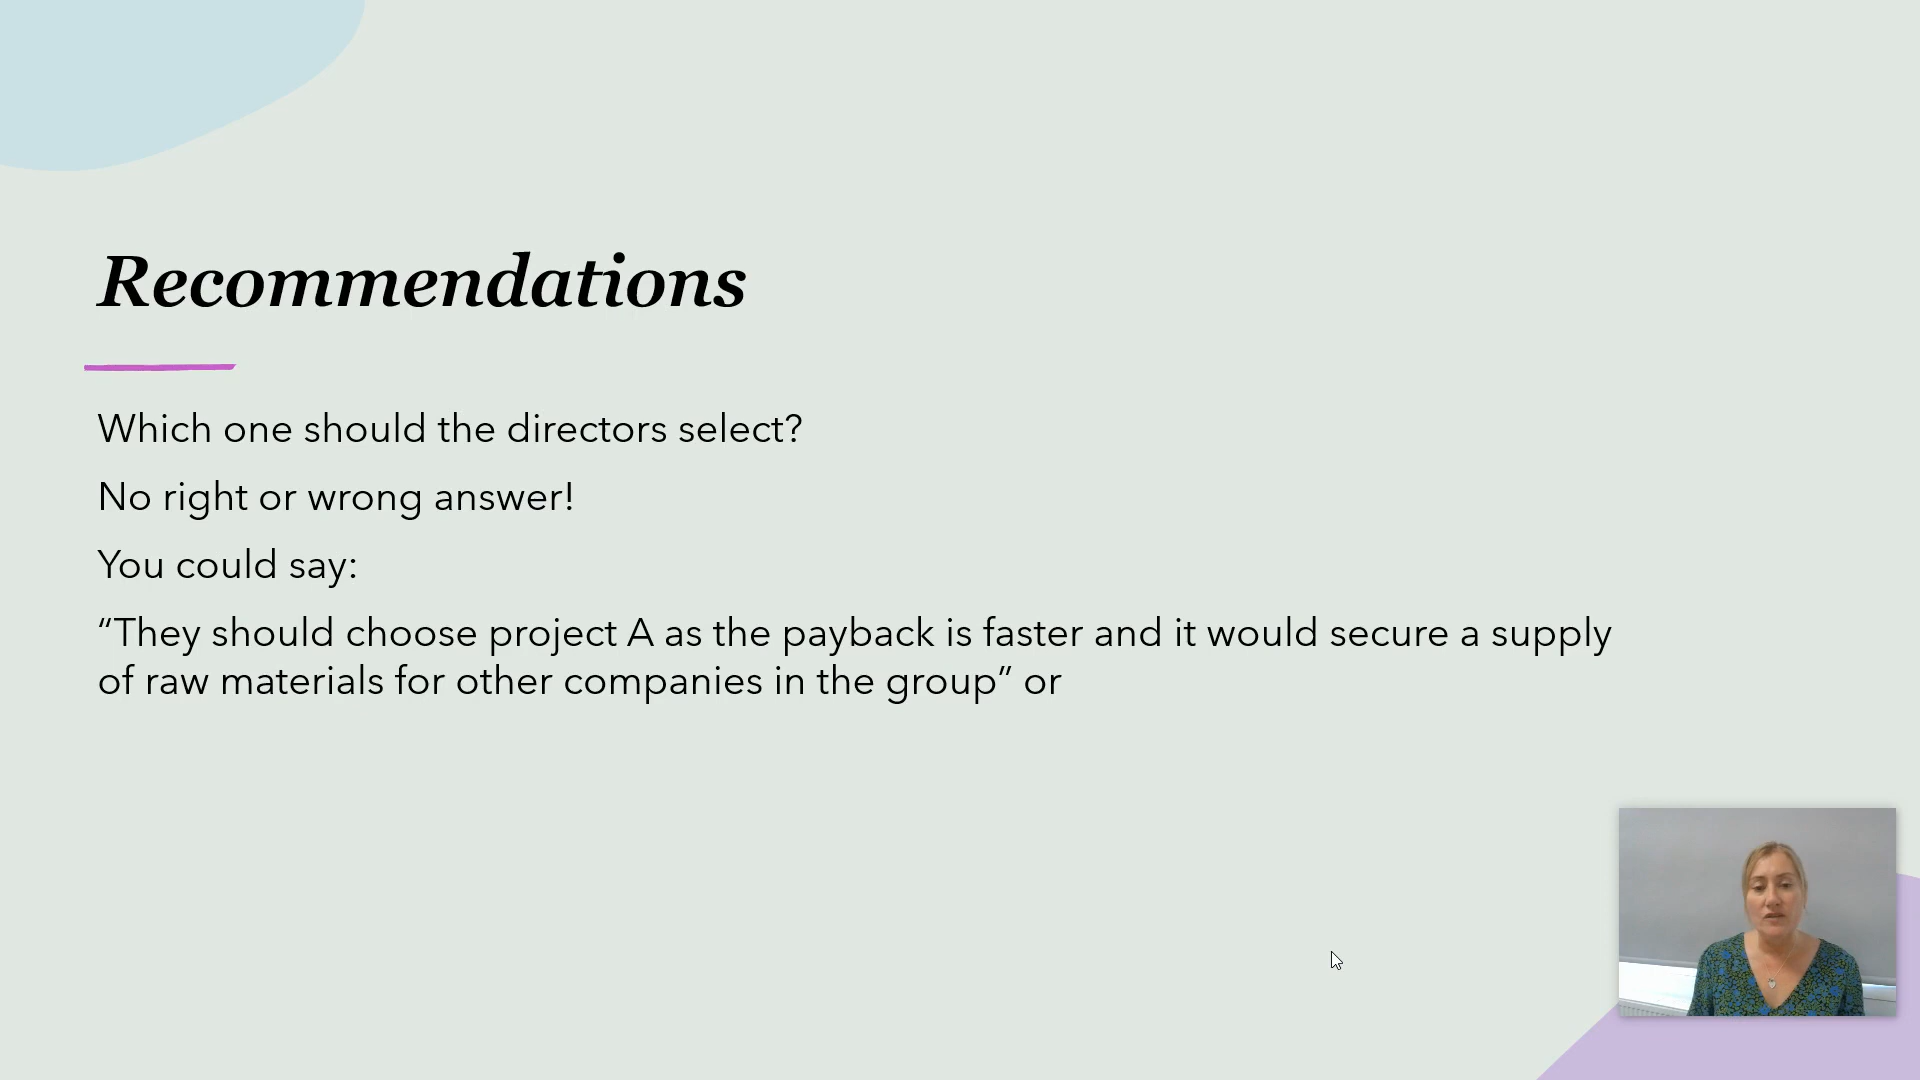 Recommendations
Which one should the directors select?
No right or wrong answer!
You could say:
“They should choose project A as the payback is faster and it would secure a supply
of raw materials for other companies in the group” or